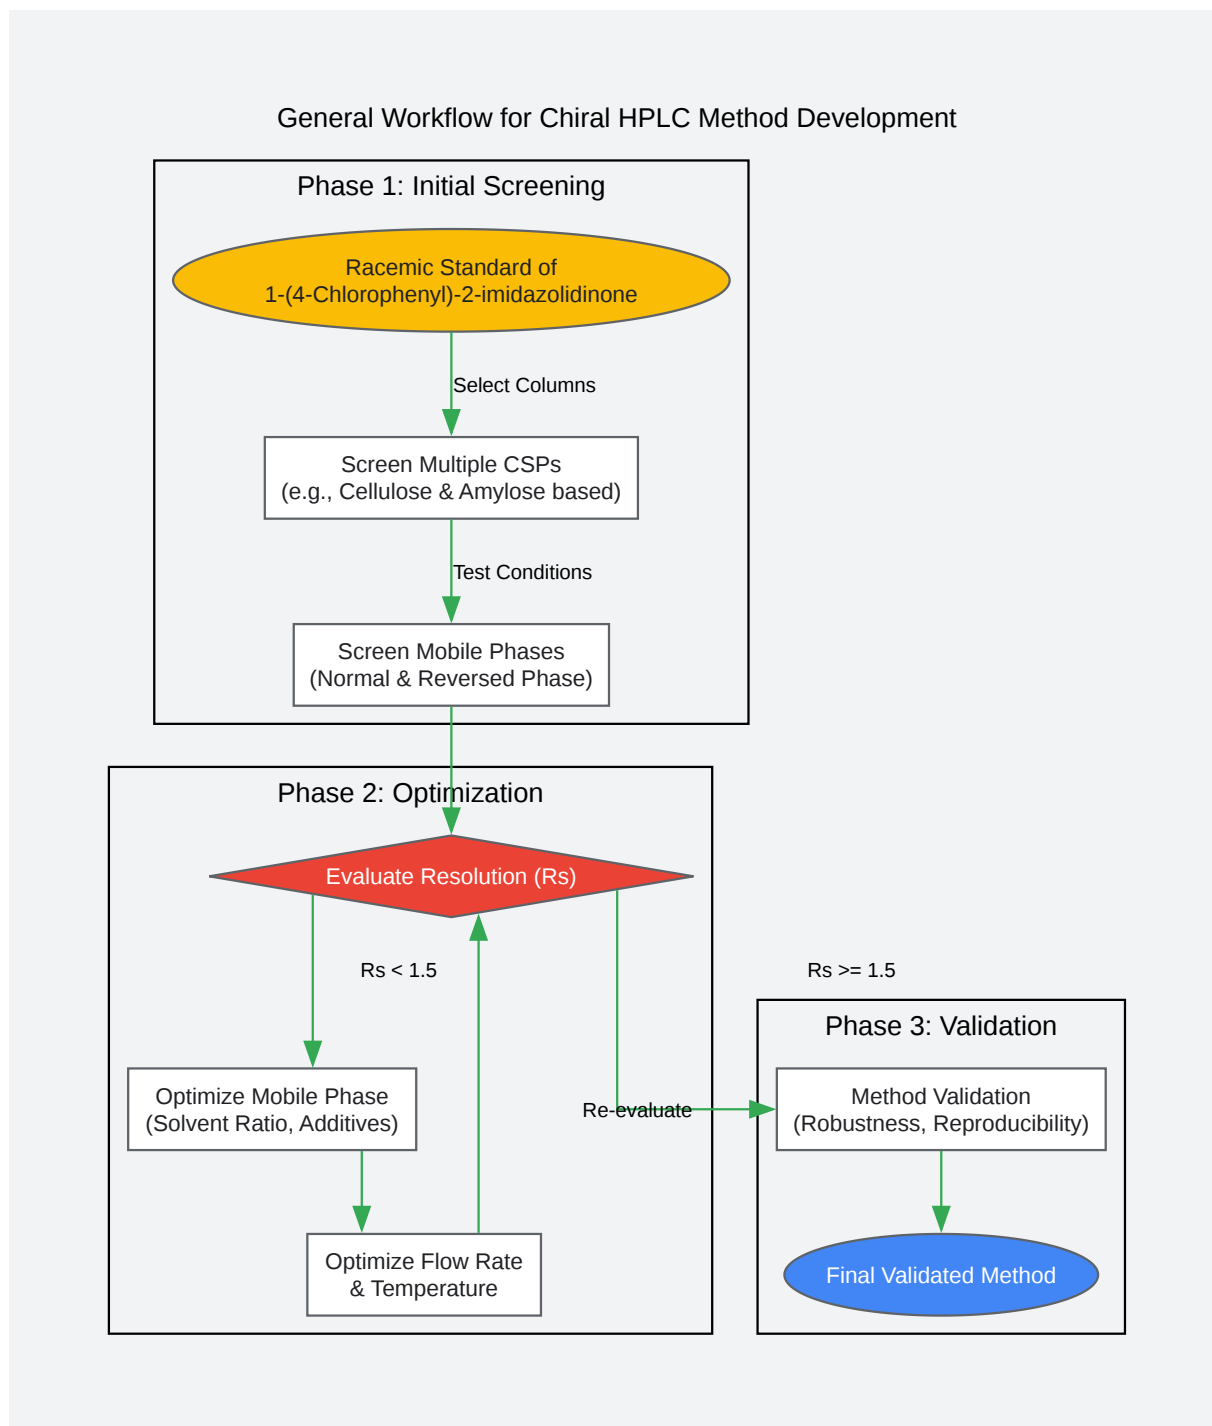 General Workflow for Chiral HPLC Method Development
Phase 1: Initial Screening
Racemic Standard of
1-(4-Chlorophenyl)-2-imidazolidinone
Select Columns
Screen Multiple CSPs
(e.g., Cellulose & Amylose based)
Test Conditions
Screen Mobile Phases
(Normal & Reversed Phase)
Phase 2: Optimization
Evaluate Resolution (Rs)
Rs < 1.5
Rs >= 1.5
Optimize Mobile Phase
(Solvent Ratio, Additives)
Re-evaluate
Optimize Flow Rate
& Temperature
Phase 3: Validation
Method Validation
(Robustness, Reproducibility)
Final Validated Method